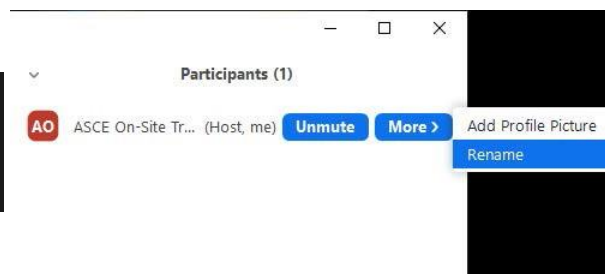 Participants (1)
AO ASCE On-Site Tr... (Host, me) Unmute More > Add Profile Picture
Rename